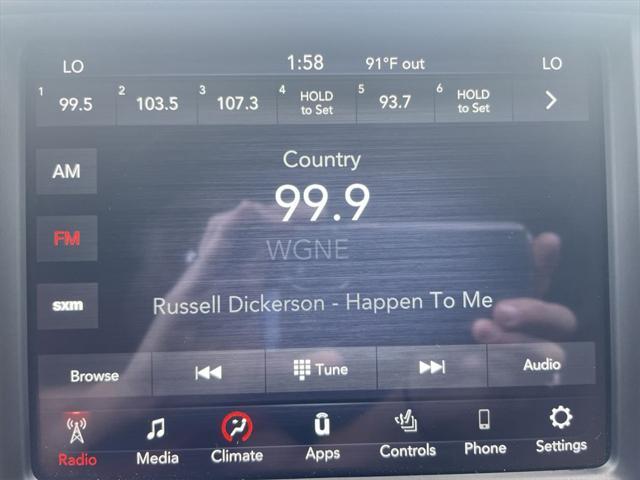 LO 1:58 91°F out LO
1 99.5 2 103.5 3 107.3 4 HOLD to Set 5 93.7 6 HOLD to Set
Country
AM
99.9
FM
WGNE
sxm
Russell Dickerson - Happen To Me
Browse Tune Audio
Radio Media Climate Apps Controls Phone Settings